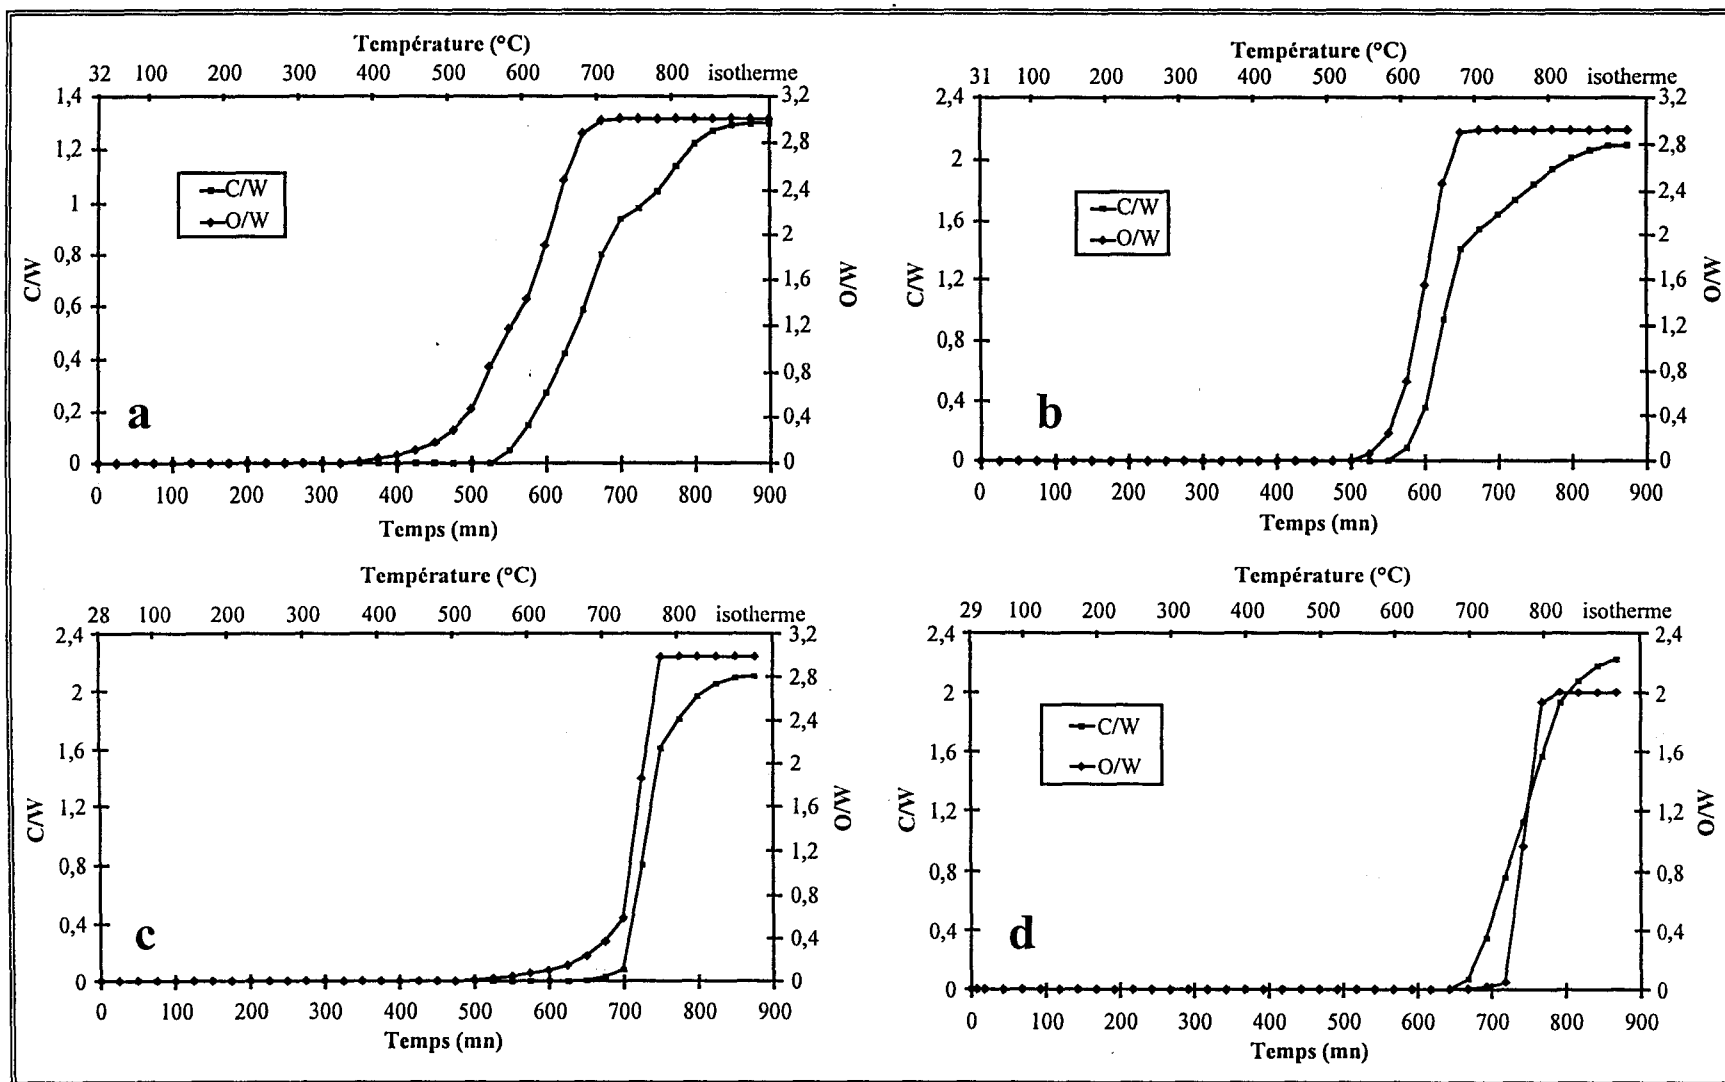 Température (°C)
32 100 200 300 400 500 600 700 800 isotherme
1,4 3,2
1,2 2,8
1 2,4
0,8 2
0,6 1,6
0,4 1,2
0,2 0,8
0 0,4
0
C/W
O/W
C/W
O/W
a
0 100 200 300 400 500 600 700 800 900
Temps (mn)
Température (°C)
31 100 200 300 400 500 600 700 800 isotherme
2,4 3,2
2 2,8
1,6 2,4
1,2 2
0,8 1,6
0,4 1,2
0 0,8
0,4
0
C/W
O/W
C/W
O/W
b
0 100 200 300 400 500 600 700 800 900
Temps (mn)
Température (°C)
28 100 200 300 400 500 600 700 800 isotherme
2,4 3,2
2 2,8
1,6 2,4
1,2 2
0,8 1,6
0,4 1,2
0 0,8
0,4
0
C/W
O/W
c
0 100 200 300 400 500 600 700 800 900
Temps (mn)
Température (°C)
29 100 200 300 400 500 600 700 800 isotherme
2,4 2,4
2 2
1,6 1,6
1,2 1,2
0,8 0,8
0,4 0,4
0 0
C/W
O/W
C/W
O/W
d
0 100 200 300 400 500 600 700 800 900
Temps (mn)